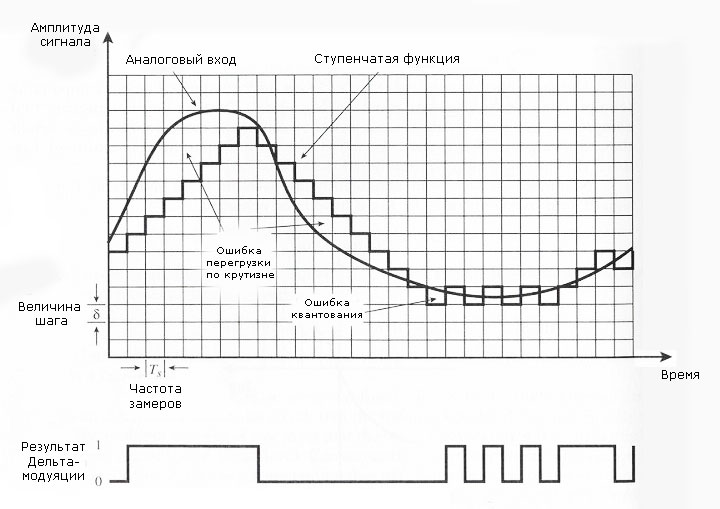 Амплитуда
сигнала
Аналоговый вход
Ступенчатая функция
Ошибка
перегрузки
по крутизне
Ошибка
квантования
Величина
шага
δ
Ts
Частота
замеров
Время
Результат
Дельта-
модуяции
1
0